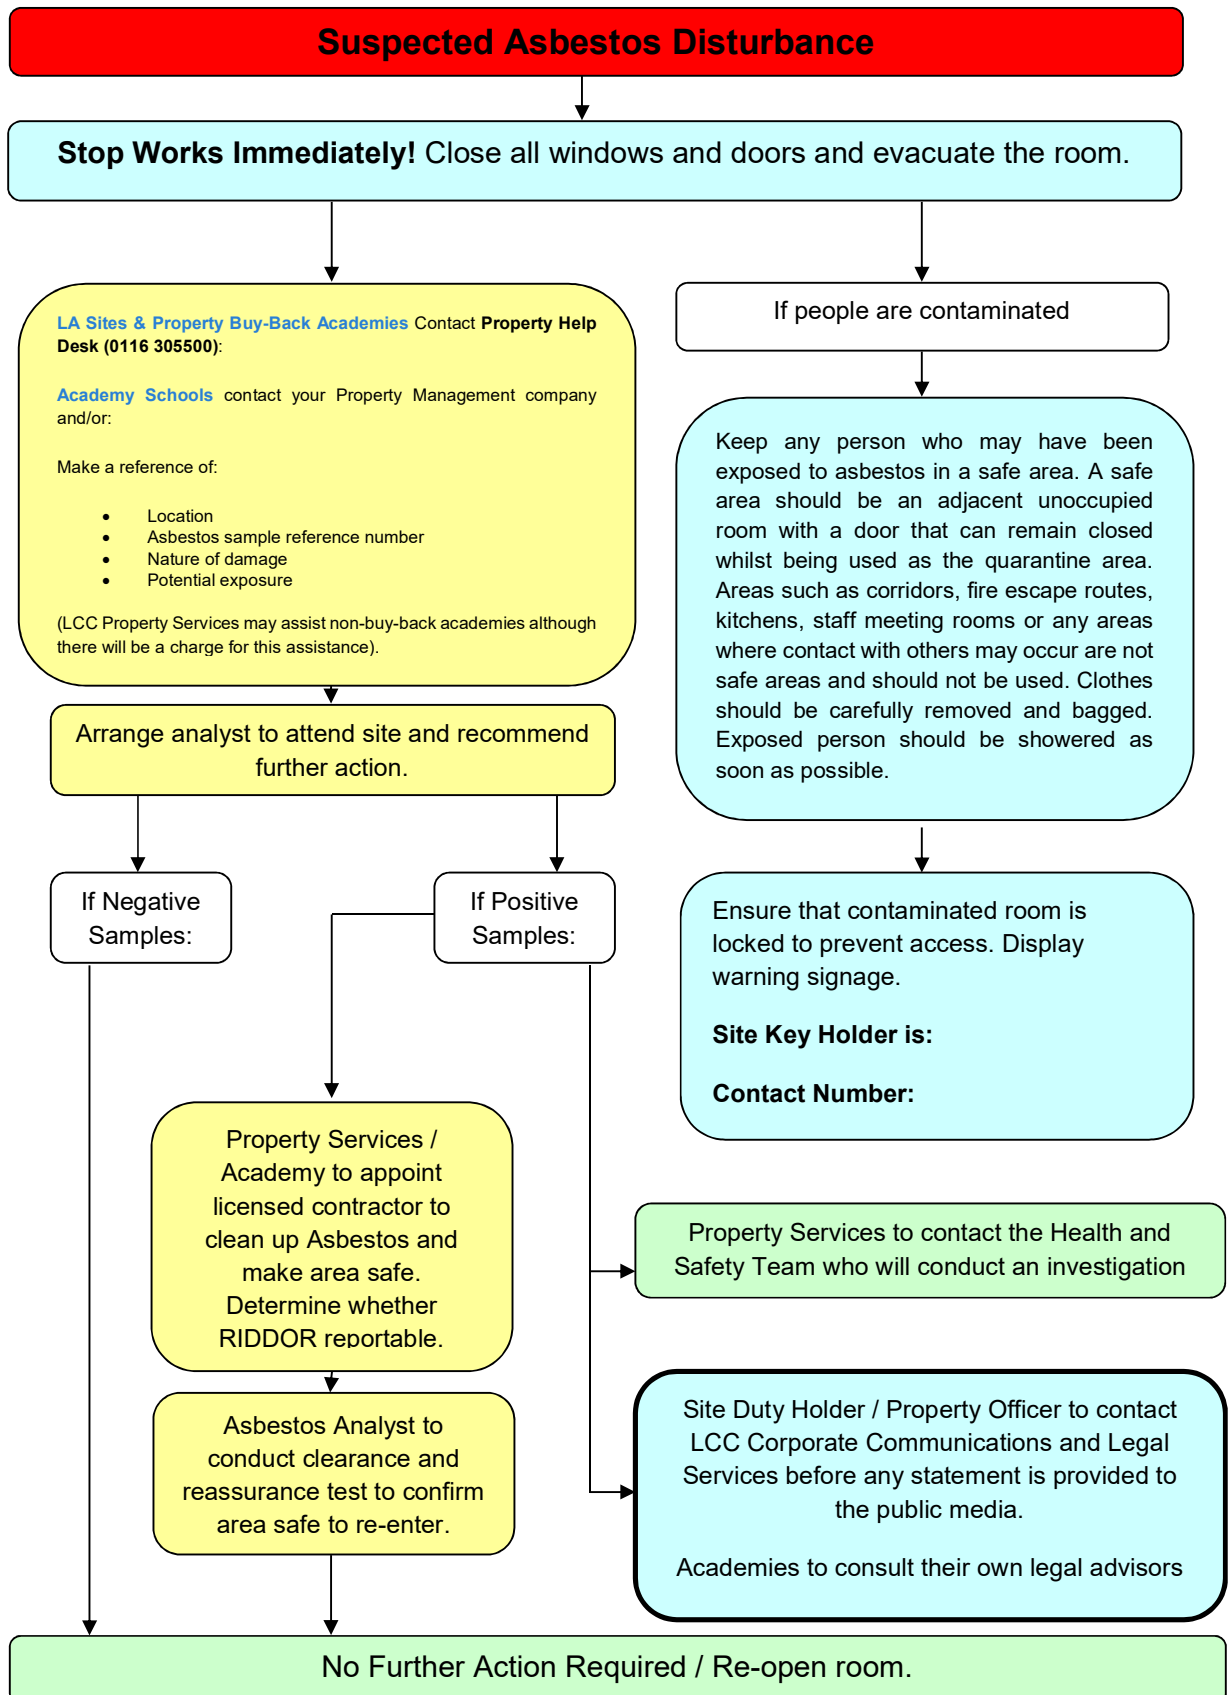 Suspected Asbestos Disturbance
Stop Works Immediately! Close all windows and doors and evacuate the room.
LA Sites & Property Buy-Back Academies Contact Property Help
Desk (0116 305500):
Academy Schools contact your Property Management company
and/or:
Make a reference of:
• Location
• Asbestos sample reference number
• Nature of damage
• Potential exposure
(LCC Property Services may assist non-buy-back academies although
there will be a charge for this assistance).
If people are contaminated
Keep any person who may have been
exposed to asbestos in a safe area. A safe
area should be an adjacent unoccupied
room with a door that can remain closed
whilst being used as the quarantine area.
Areas such as corridors, fire escape routes,
kitchens, staff meeting rooms or any areas
where contact with others may occur are not
safe areas and should not be used. Clothes
should be carefully removed and bagged.
Exposed person should be showered as
soon as possible.
Arrange analyst to attend site and recommend
further action.
If Negative
Samples:
If Positive
Samples:
Ensure that contaminated room is
locked to prevent access. Display
warning signage.
Site Key Holder is:
Contact Number:
Property Services /
Academy to appoint
licensed contractor to
clean up Asbestos and
make area safe.
Determine whether
RIDDOR reportable.
Property Services to contact the Health and
Safety Team who will conduct an investigation
Asbestos Analyst to
conduct clearance and
reassurance test to confirm
area safe to re-enter.
Site Duty Holder / Property Officer to contact
LCC Corporate Communications and Legal
Services before any statement is provided to
the public media.
Academies to consult their own legal advisors
No Further Action Required / Re-open room.